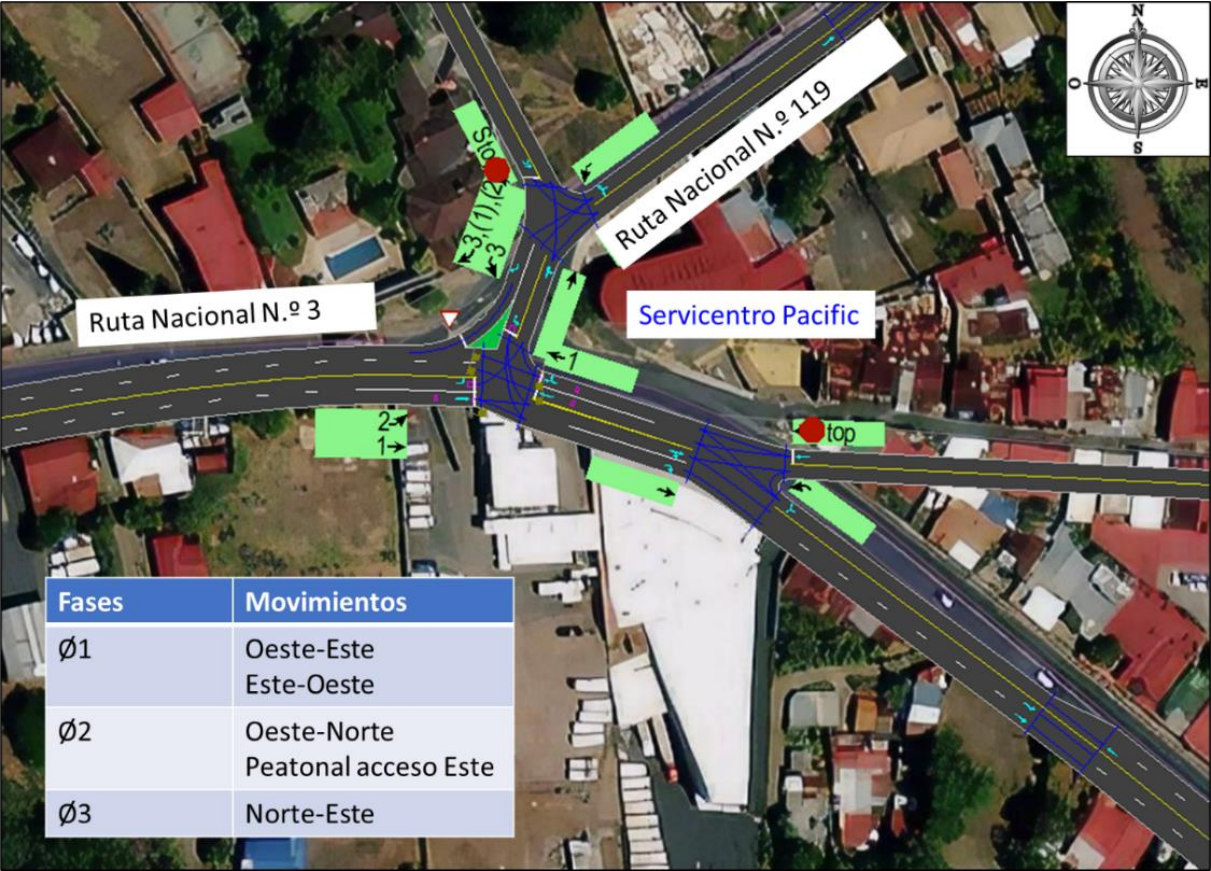 N
O
E
S
Ruta Nacional N.º 119
Sto
3,(1),(2
3
Ruta Nacional N.º 3
Servicentro Pacific
1
2
1
top
Fases Movimientos
Ø1 Oeste-Este
Este-Oeste
Ø2 Oeste-Norte
Peatonal acceso Este
Ø3 Norte-Este